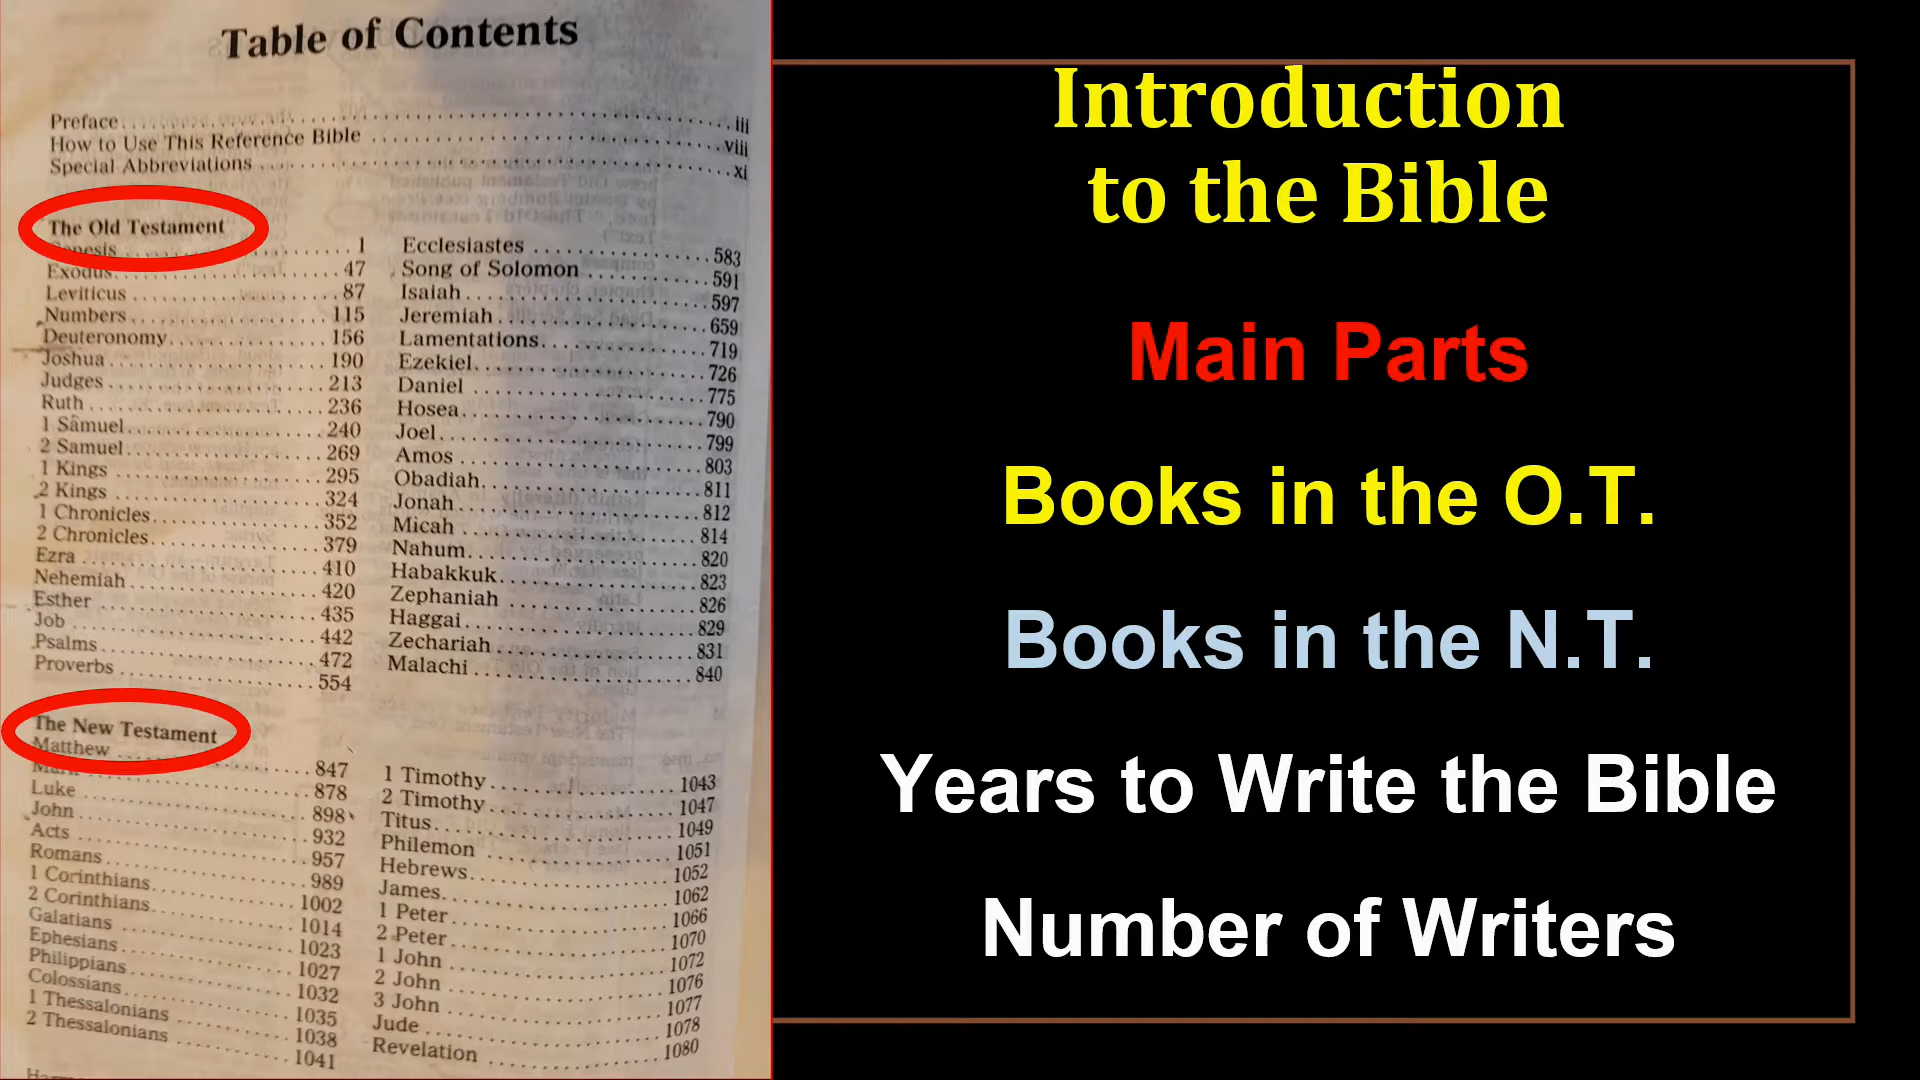 Table of Contents
Preface iii
How to Use This Reference Bible viii
Special Abbreviations xi
The Old Testament
Genesis 1
Exodus 47
Leviticus 87
Numbers 115
Deuteronomy 156
Joshua 190
Judges 213
Ruth 236
1 Samuel 240
2 Samuel 269
1 Kings 295
2 Kings 324
1 Chronicles 352
2 Chronicles 379
Ezra 410
Nehemiah 420
Esther 435
Job 442
Psalms 472
Proverbs 554
Ecclesiastes 583
Song of Solomon 591
Isaiah 597
Jeremiah 659
Lamentations 719
Ezekiel 726
Daniel 775
Hosea 790
Joel 799
Amos 803
Obadiah 811
Jonah 812
Micah 814
Nahum 820
Habakkuk 823
Zephaniah 826
Haggai 829
Zechariah 831
Malachi 840
The New Testament
Matthew 847
Mark 878
Luke 898
John 932
Acts 957
Romans 989
1 Corinthians 1002
2 Corinthians 1014
Galatians 1023
Ephesians 1027
Philippians 1032
Colossians 1035
1 Thessalonians 1038
2 Thessalonians 1041
1 Timothy 1043
2 Timothy 1047
Titus 1049
Philemon 1051
Hebrews 1052
James 1062
1 Peter 1066
2 Peter 1070
1 John 1072
2 John 1076
3 John 1077
Jude 1078
Revelation 1080
Introduction
to the Bible
Main Parts
Books in the O.T.
Books in the N.T.
Years to Write the Bible
Number of Writers